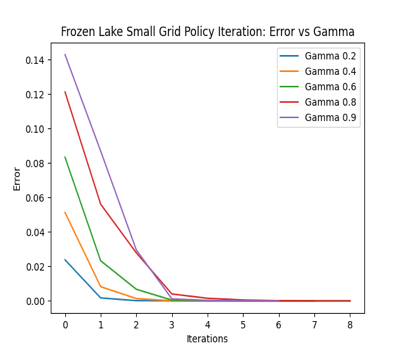 Frozen Lake Small Grid Policy Iteration: Error vs Gamma
Gamma 0.2
Gamma 0.4
Gamma 0.6
Gamma 0.8
Gamma 0.9
Error
0.14
0.12
0.10
0.08
0.06
0.04
0.02
0.00
0 1 2 3 4 5 6 7 8
Iterations